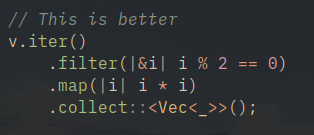 // This is better
v.iter()
    .filter(|&i| i % 2 == 0)
    .map(|i| i * i)
    .collect::<Vec<_>>();